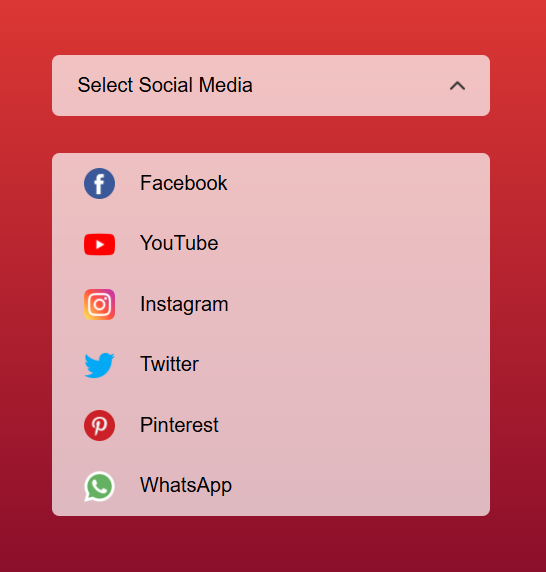 Select Social Media
Facebook
YouTube
Instagram
Twitter
Pinterest
WhatsApp